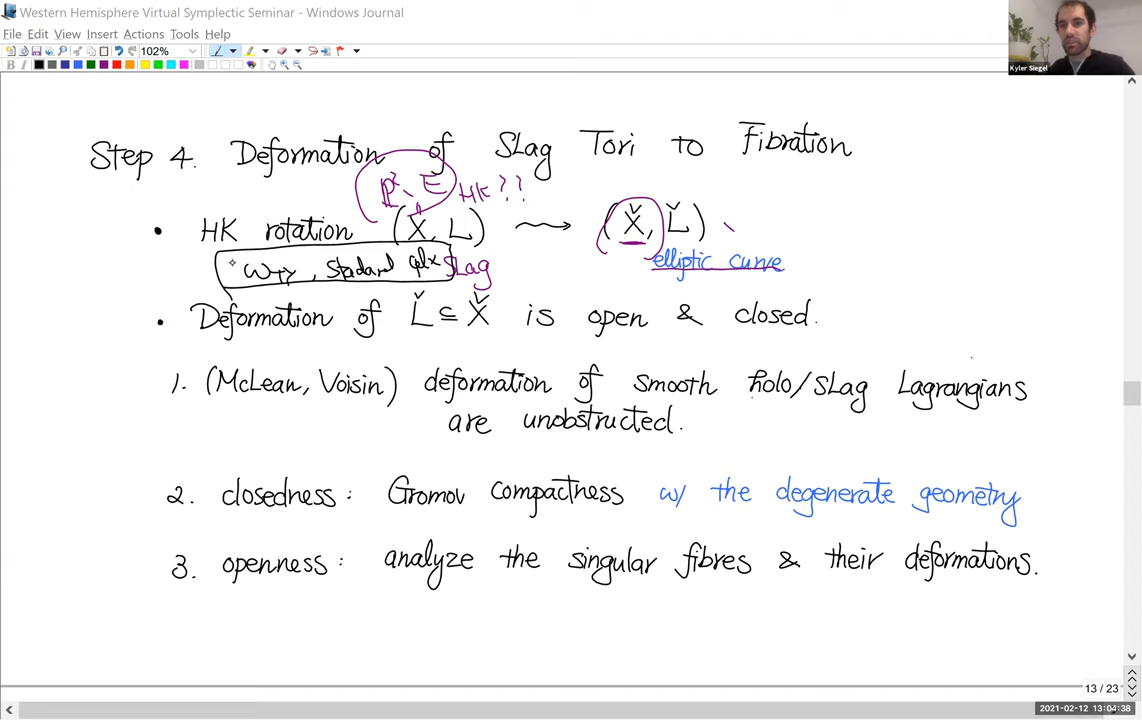 Western Hemisphere Virtual Symplectic Seminar - Windows Journal
File Edit View Insert Actions Tools Help
102%
B I
Kyler Siegel
Step 4. Deformation of SLag Tori to Fibration
P², E HK ??
• HK rotation (X, L) ⇝ (X̌, Ľ)
ω_TY, standard cplx SLag
elliptic curve
• Deformation of Ľ ⊆ X̌ is open & closed.
1. (McLean, Voisin) deformation of smooth holo/sLag Lagrangians
are unobstructed.
2. closedness: Gromov Compactness w/ the degenerate geometry
3. openness: analyze the singular fibres & their deformations.
13 / 23
2021-02-12 13:04:38